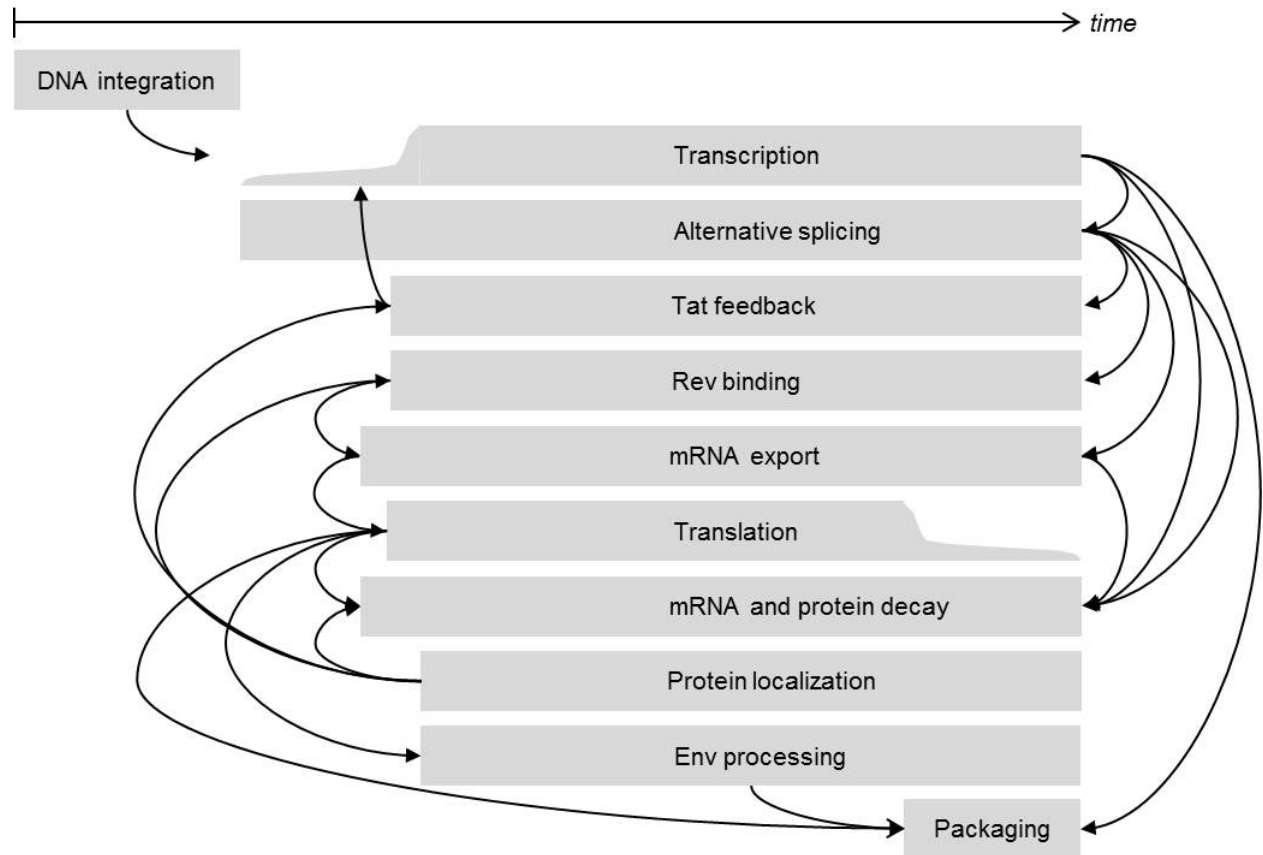 time
DNA integration
Transcription
Alternative splicing
Tat feedback
Rev binding
mRNA export
Translation
mRNA and protein decay
Protein localization
Env processing
Packaging